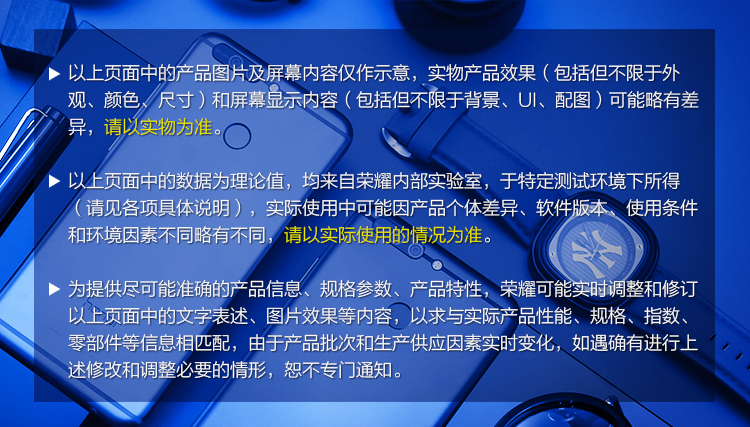 ▶ 以上页面中的产品图片及屏幕内容仅作示意，实物产品效果（包括但不限于外
观、颜色、尺寸）和屏幕显示内容（包括但不限于背景、UI、配图）可能略有差
异，请以实物为准。
▶ 以上页面中的数据为理论值，均来自荣耀内部实验室，于特定测试环境下所得
（请见各项具体说明），实际使用中可能因产品个体差异、软件版本、使用条件
和环境因素不同略有不同，请以实际使用的情况为准。
▶ 为提供尽可能准确的产品信息、规格参数、产品特性，荣耀可能实时调整和修订
以上页面中的文字表述、图片效果等内容，以求与实际产品性能、规格、指数、
零部件等信息相匹配，由于产品批次和生产供应因素实时变化，如遇确有进行上
述修改和调整必要的情形，恕不专门通知。